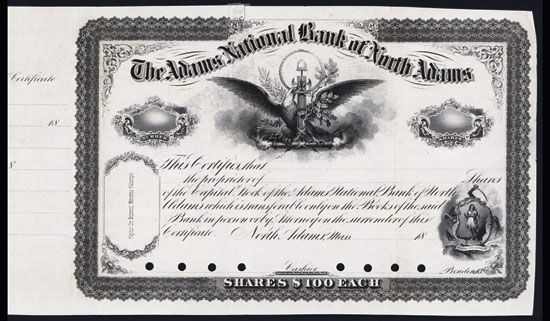 The Adams National Bank of North Adams
Certificate
18
NUMBER
SHARES
This Certifies that
the proprietor of Shares
of the Capital Stock of the Adams National Bank of North
Adams which is transferable only on the Books of the said
Bank in person or by Attorney on the surrender of this
Certificate North Adams, Mass 18
Cashier
President
SHARES $100 EACH